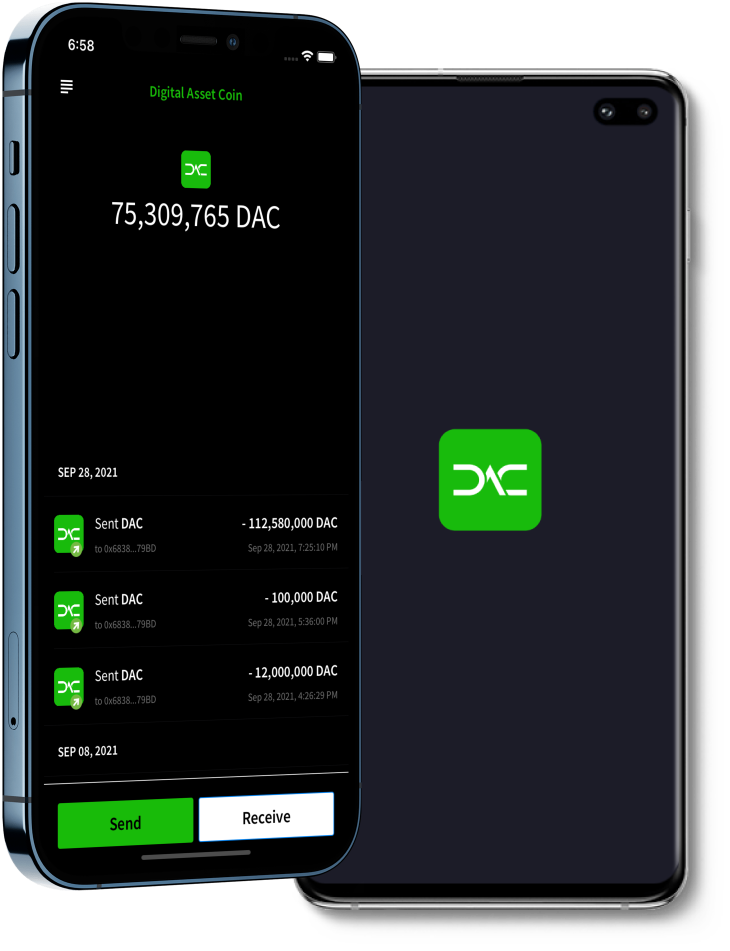 6:58
Digital Asset Coin
DAC
75,309,765 DAC
SEP 28, 2021
Sent DAC
- 112,580,000 DAC
to 0x6838...79BD
Sep 28, 2021, 7:25:10 PM
Sent DAC
- 100,000 DAC
to 0x6838...79BD
Sep 28, 2021, 5:36:00 PM
Sent DAC
- 12,000,000 DAC
to 0x6838...79BD
Sep 28, 2021, 4:26:29 PM
SEP 08, 2021
Send
Receive
DAC